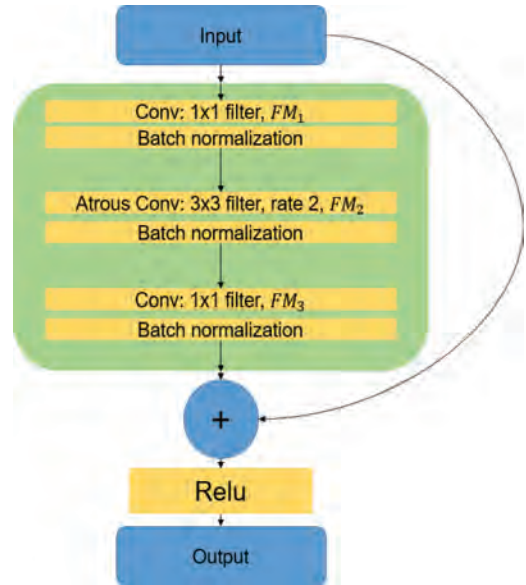 Input
Conv: 1x1 filter, FM₁
Batch normalization
Atrous Conv: 3x3 filter, rate 2, FM₂
Batch normalization
Conv: 1x1 filter, FM₃
Batch normalization
+
Relu
Output